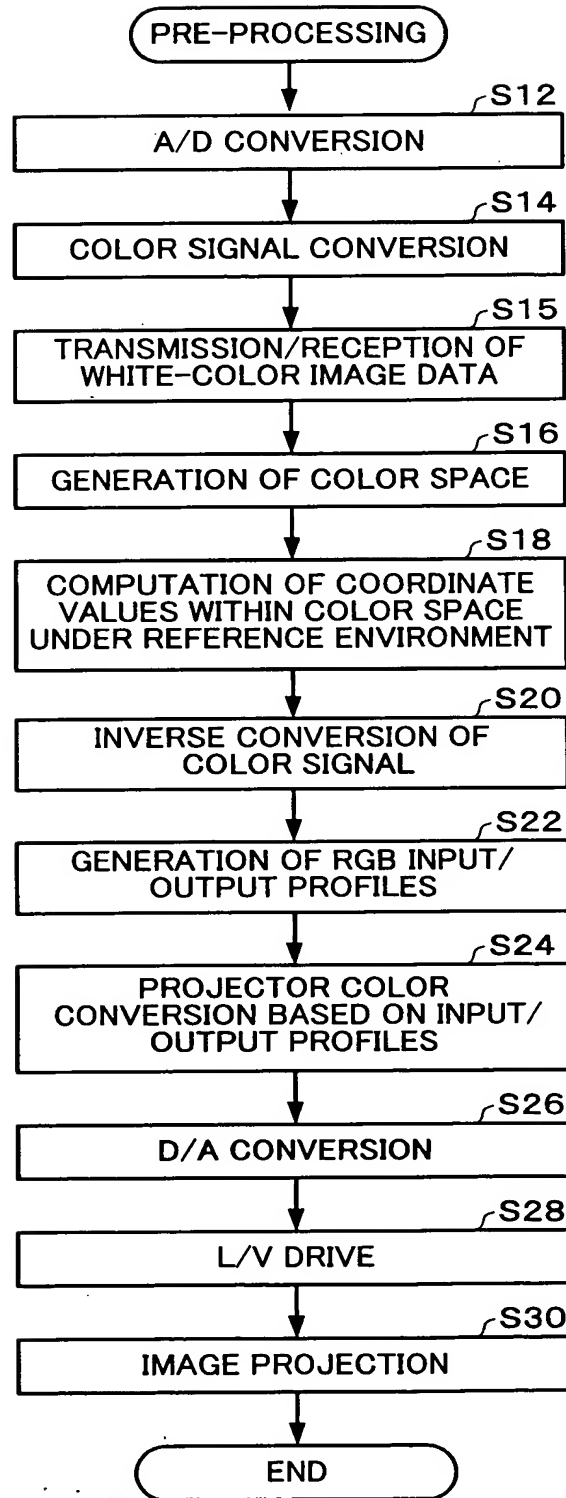 PRE-PROCESSING
S12
A/D CONVERSION
S14
COLOR SIGNAL CONVERSION
S15
TRANSMISSION/RECEPTION OF
WHITE-COLOR IMAGE DATA
S16
GENERATION OF COLOR SPACE
S18
COMPUTATION OF COORDINATE
VALUES WITHIN COLOR SPACE
UNDER REFERENCE ENVIRONMENT
S20
INVERSE CONVERSION OF
COLOR SIGNAL
S22
GENERATION OF RGB INPUT/
OUTPUT PROFILES
S24
PROJECTOR COLOR
CONVERSION BASED ON INPUT/
OUTPUT PROFILES
S26
D/A CONVERSION
S28
L/V DRIVE
S30
IMAGE PROJECTION
END